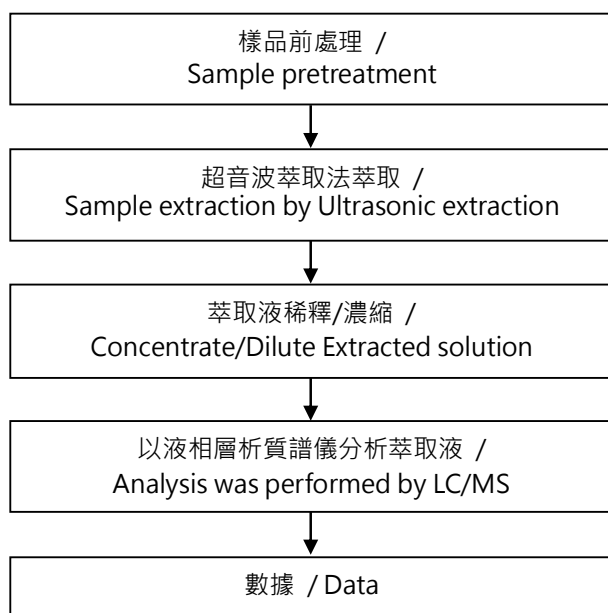 樣品前處理 /
Sample pretreatment
超音波萃取法萃取 /
Sample extraction by Ultrasonic extraction
萃取液稀釋/濃縮 /
Concentrate/Dilute Extracted solution
以液相層析質譜儀分析萃取液 /
Analysis was performed by LC/MS
數據 / Data